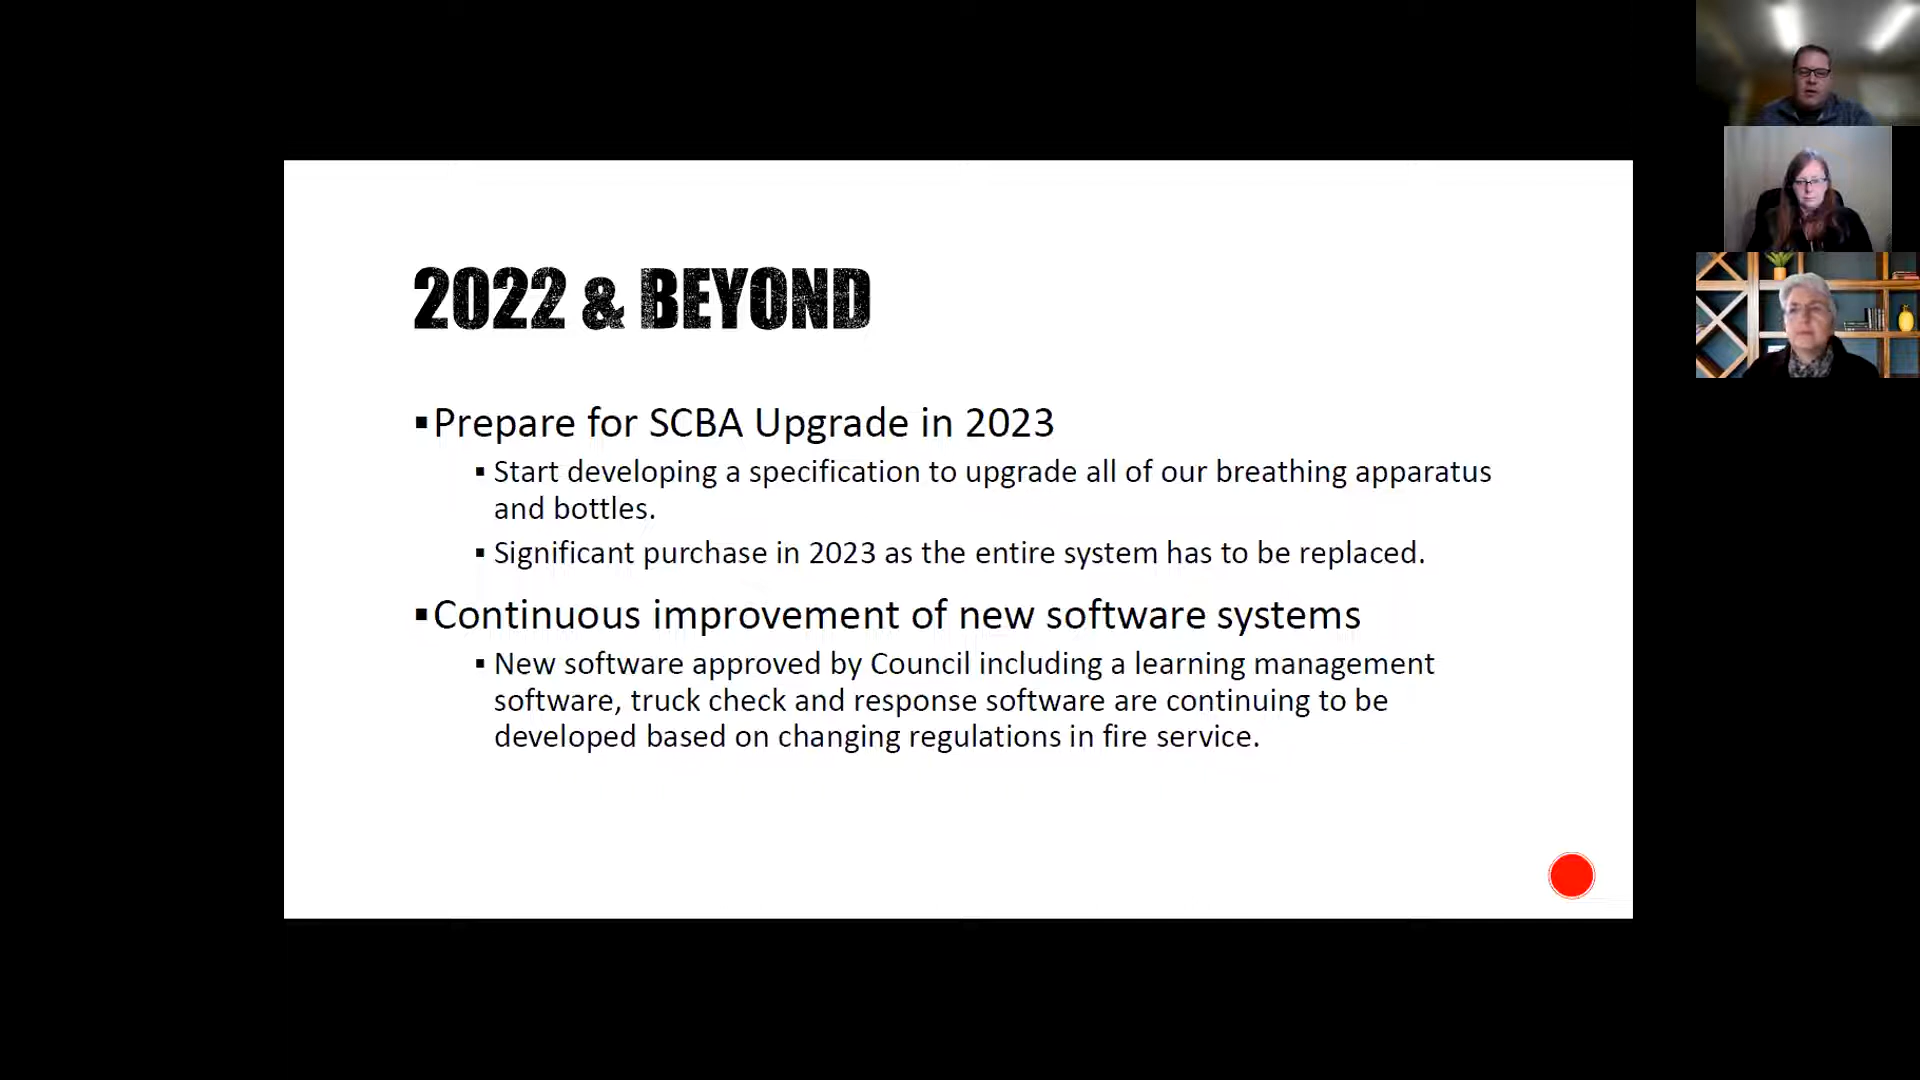 2022 & BEYOND
▪Prepare for SCBA Upgrade in 2023
▪ Start developing a specification to upgrade all of our breathing apparatus
and bottles.
▪ Significant purchase in 2023 as the entire system has to be replaced.
▪Continuous improvement of new software systems
▪ New software approved by Council including a learning management
software, truck check and response software are continuing to be
developed based on changing regulations in fire service.